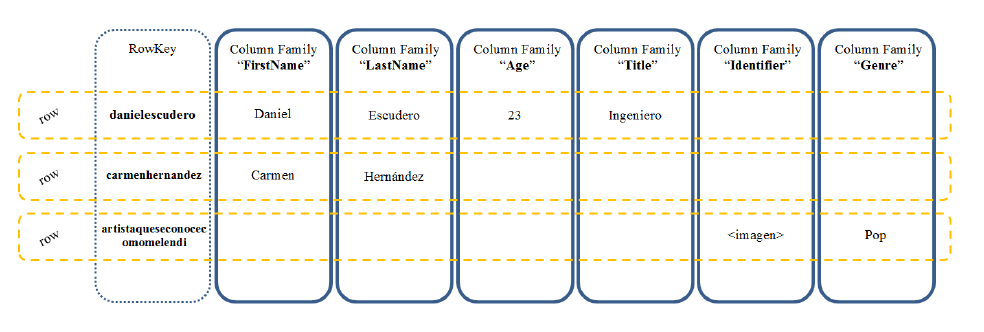 RowKey
Column Family
“FirstName”
Column Family
“LastName”
Column Family
“Age”
Column Family
“Title”
Column Family
“Identifier”
Column Family
“Genre”
row
danielescudero
Daniel
Escudero
23
Ingeniero
row
carmenhernandez
Carmen
Hernández
row
artistaqueseconocec
omomelendi
<imagen>
Pop